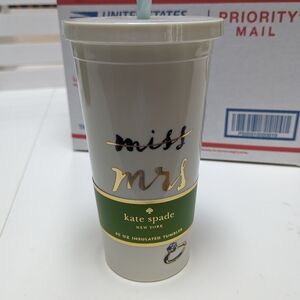 UNITED STATES
PRIORITY
MAIL
miss
mrs
kate spade
NEW YORK
20 OZ INSULATED TUMBLER